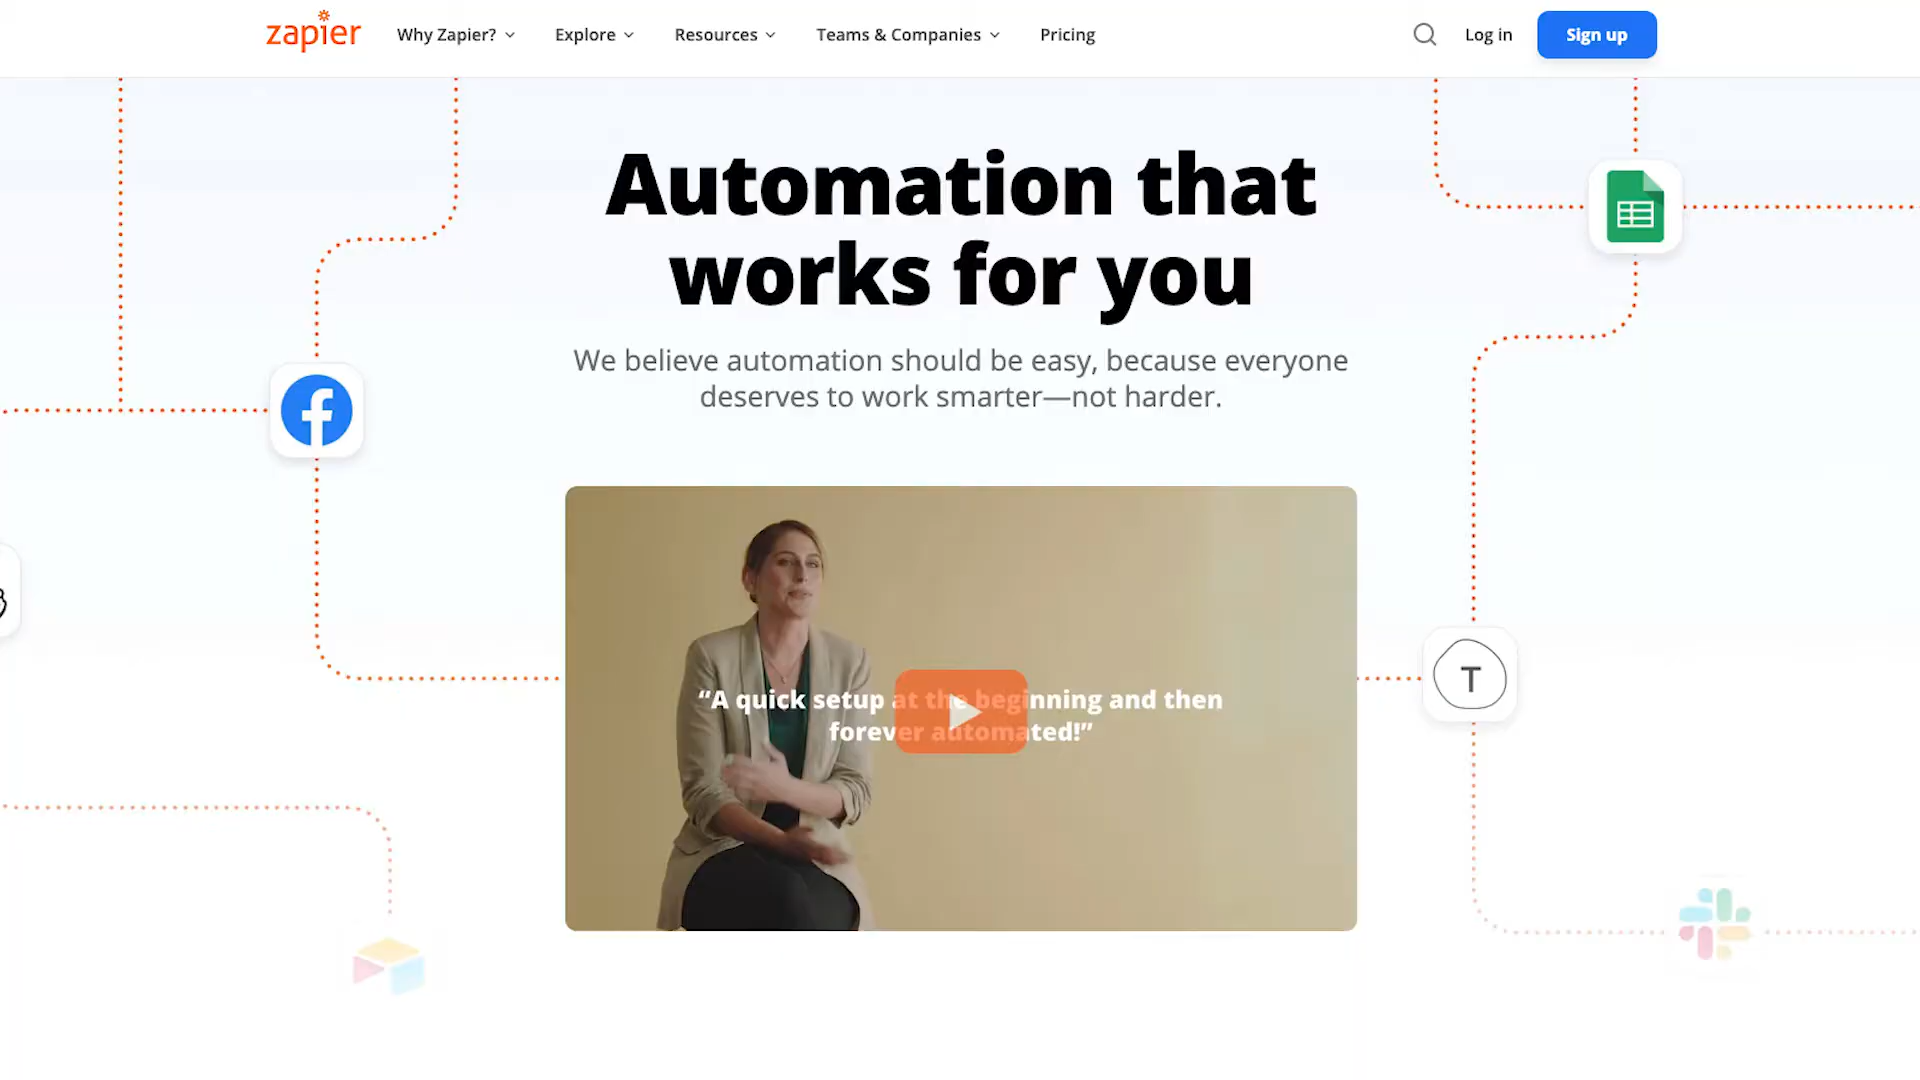 zapier
Why Zapier?
Explore
Resources
Teams & Companies
Pricing
Log in
Sign up
Automation that
works for you
We believe automation should be easy, because everyone
deserves to work smarter—not harder.
“A quick setup at the beginning and then
forever automated!”
T